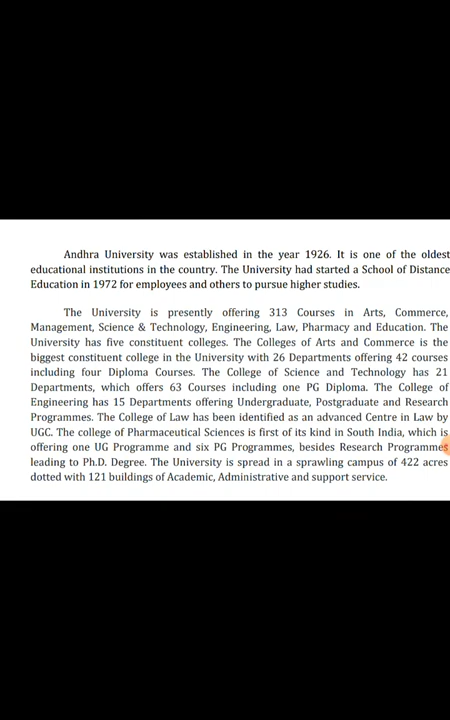 Andhra University was established in the year 1926. It is one of the oldest
educational institutions in the country. The University had started a School of Distance
Education in 1972 for employees and others to pursue higher studies.
The University is presently offering 313 Courses in Arts, Commerce,
Management, Science & Technology, Engineering, Law, Pharmacy and Education. The
University has five constituent colleges. The Colleges of Arts and Commerce is the
biggest constituent college in the University with 26 Departments offering 42 courses
including four Diploma Courses. The College of Science and Technology has 21
Departments, which offers 63 Courses including one PG Diploma. The College of
Engineering has 15 Departments offering Undergraduate, Postgraduate and Research
Programmes. The College of Law has been identified as an advanced Centre in Law by
UGC. The college of Pharmaceutical Sciences is first of its kind in South India, which is
offering one UG Programme and six PG Programmes, besides Research Programmes
leading to Ph.D. Degree. The University is spread in a sprawling campus of 422 acres
dotted with 121 buildings of Academic, Administrative and support service.